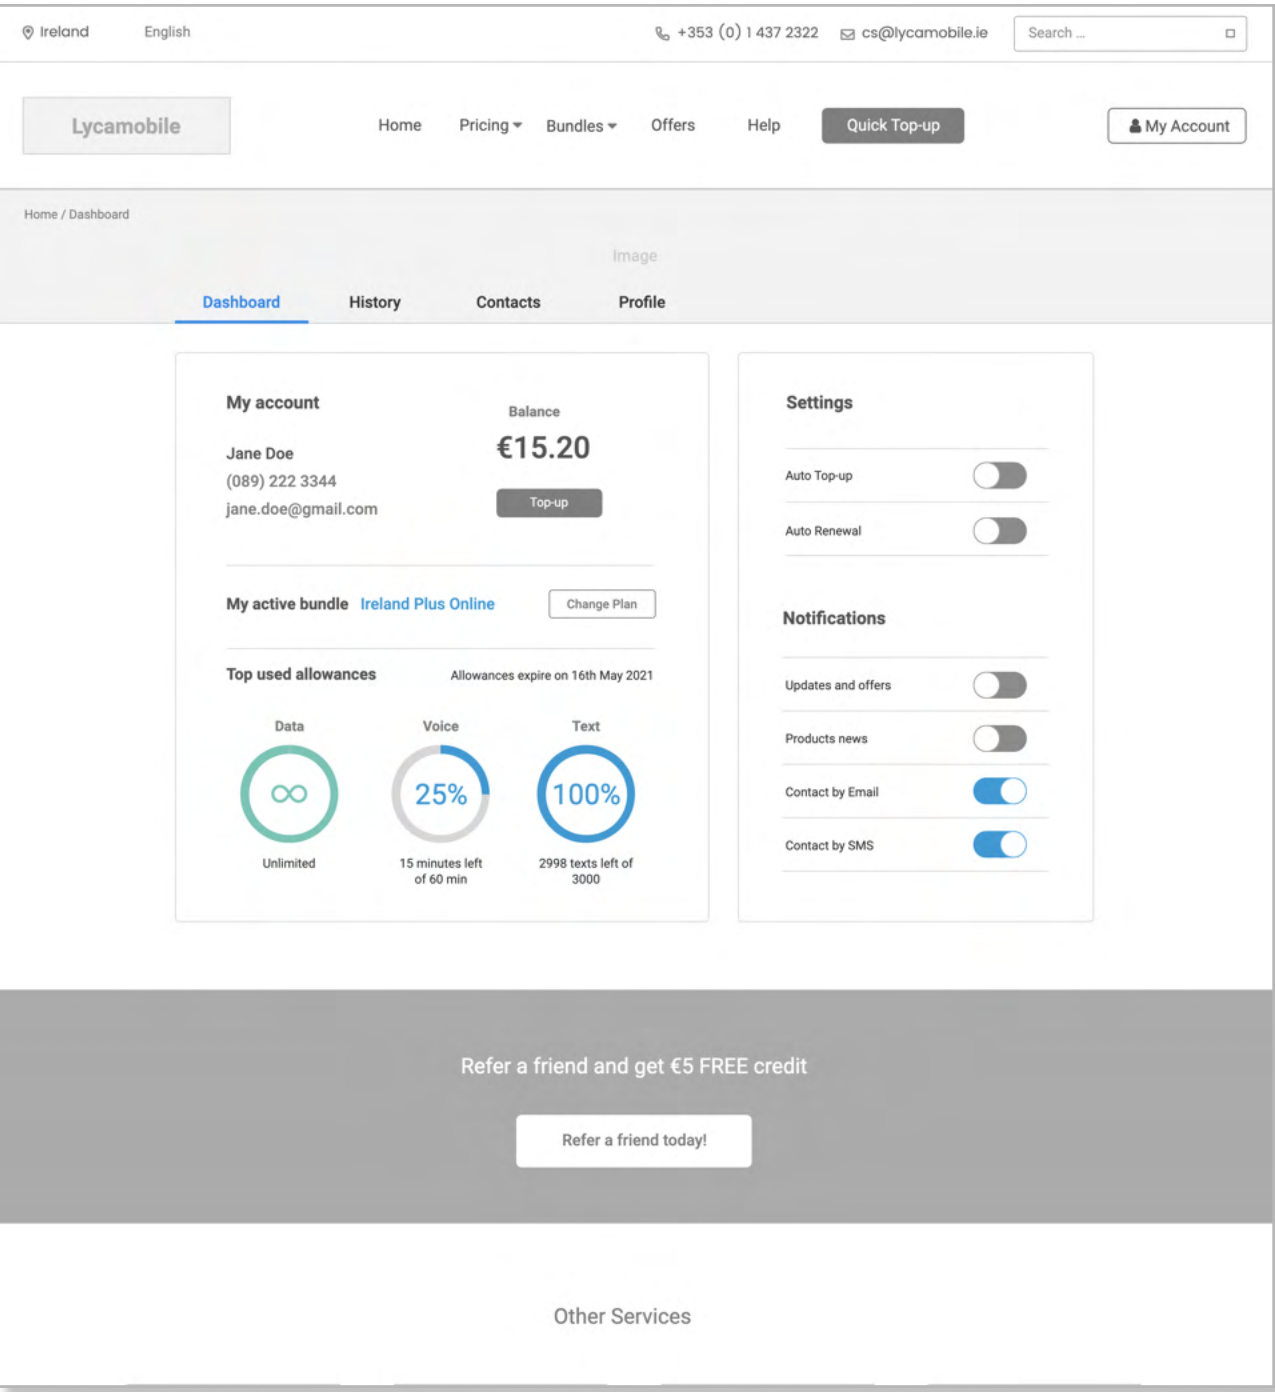 Ireland English +353 (0) 1 437 2322 cs@lycamobile.ie Search ...
Lycamobile Home Pricing Bundles Offers Help Quick Top-up My Account
Home / Dashboard
Image
Dashboard History Contacts Profile
My account
Jane Doe
(089) 222 3344
jane.doe@gmail.com
Balance
€15.20
Top-up
My active bundle Ireland Plus Online Change Plan
Top used allowances Allowances expire on 16th May 2021
Data Voice Text
∞ 25% 100%
Unlimited
15 minutes left
of 60 min
2998 texts left of
3000
Settings
Auto Top-up
Auto Renewal
Notifications
Updates and offers
Products news
Contact by Email
Contact by SMS
Refer a friend and get €5 FREE credit
Refer a friend today!
Other Services